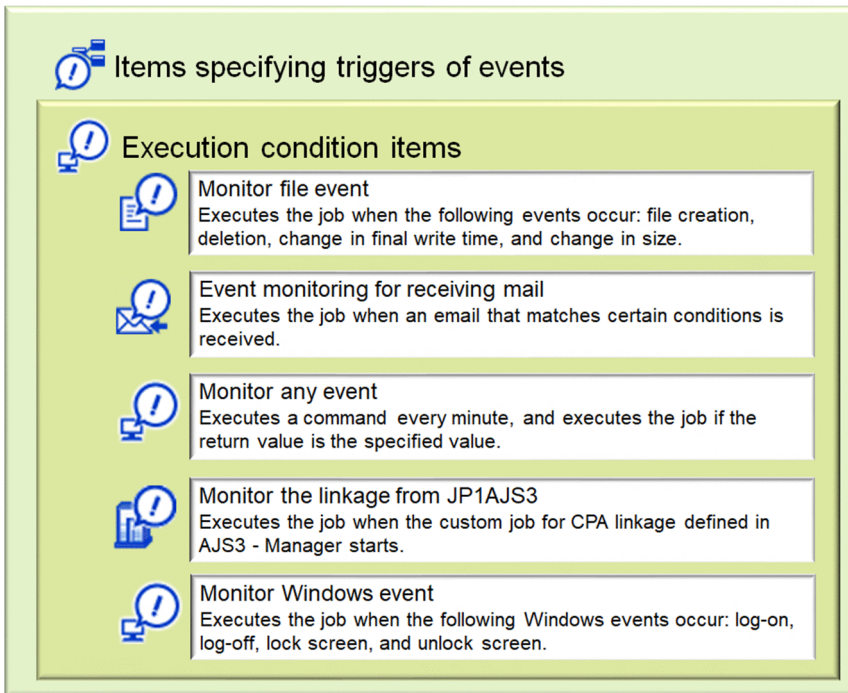 Items specifying triggers of events
Execution condition items
Monitor file event
Executes the job when the following events occur: file creation,
deletion, change in final write time, and change in size.
Event monitoring for receiving mail
Executes the job when an email that matches certain conditions is
received.
Monitor any event
Executes a command every minute, and executes the job if the
return value is the specified value.
Monitor the linkage from JP1AJS3
Executes the job when the custom job for CPA linkage defined in
AJS3 - Manager starts.
Monitor Windows event
Executes the job when the following Windows events occur: log-on,
log-off, lock screen, and unlock screen.